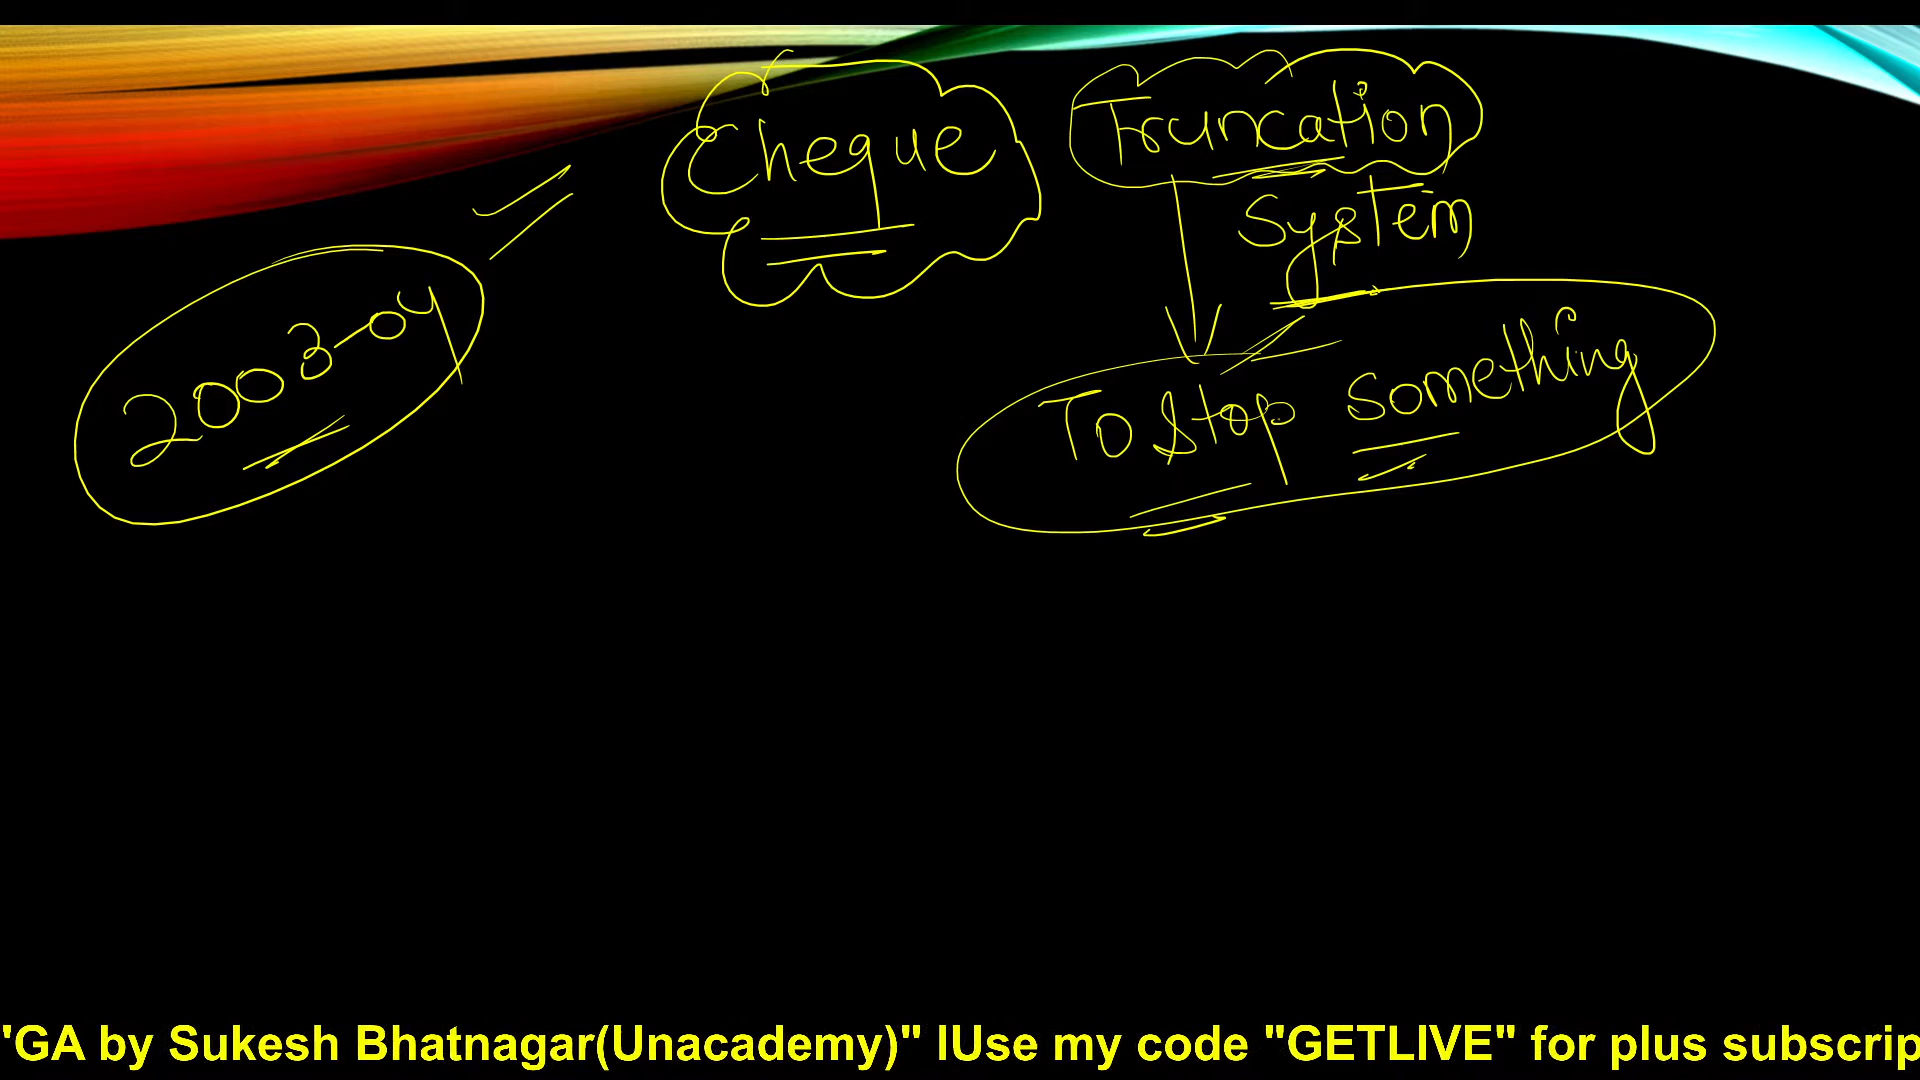 Cheque Truncation
System
2003-04
To stop something
'GA by Sukesh Bhatnagar(Unacademy)" lUse my code "GETLIVE" for plus subscrip